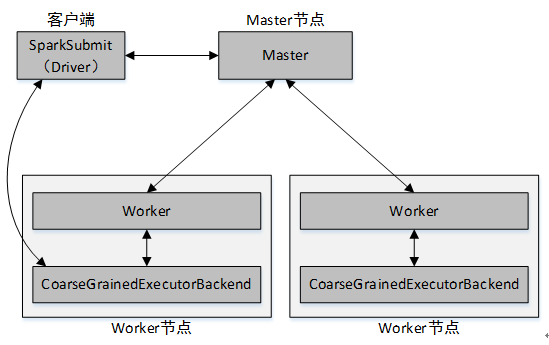 客户端
Master节点
SparkSubmit
（Driver）
Master
Worker
Worker
CoarseGrainedExecutorBackend
CoarseGrainedExecutorBackend
Worker节点
Worker节点